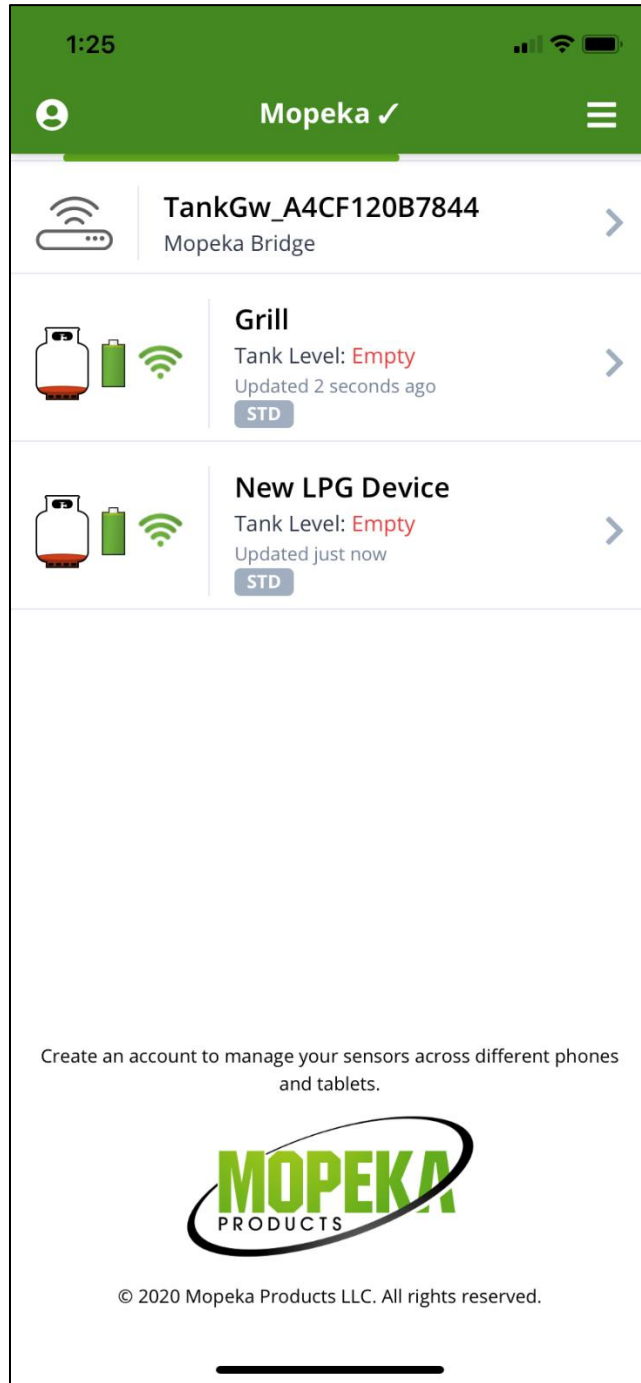 1:25
Mopeka ✓
TankGw_A4CF120B7844
Mopeka Bridge
Grill
Tank Level: Empty
Updated 2 seconds ago
STD
New LPG Device
Tank Level: Empty
Updated just now
STD
Create an account to manage your sensors across different phones
and tablets.
MOPEKA
PRODUCTS
© 2020 Mopeka Products LLC. All rights reserved.